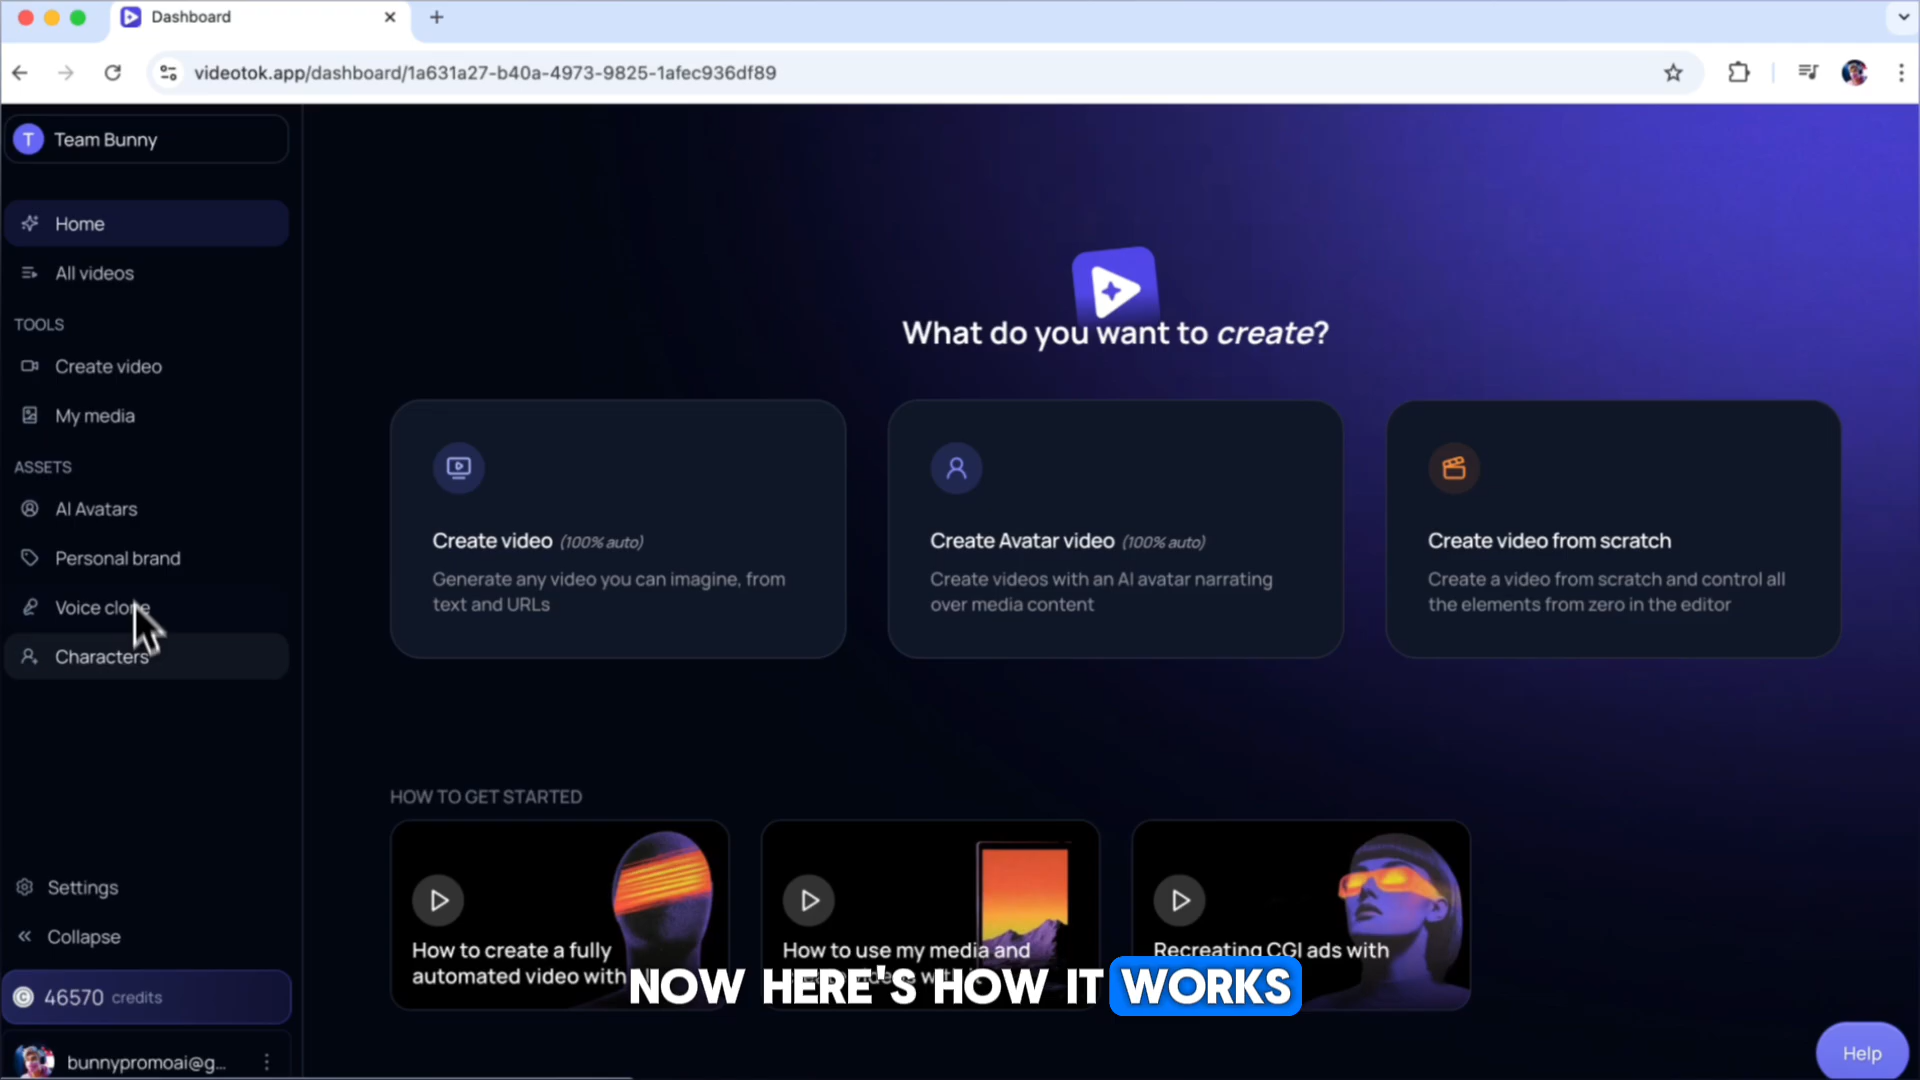 Dashboard
videotok.app/dashboard/1a631a27-b40a-4973-9825-1afec936df89
T Team Bunny
Home
All videos
TOOLS
Create video
My media
ASSETS
AI Avatars
Personal brand
Voice clone
Characters
Settings
Collapse
46570 credits
bunnypromoai@g...
What do you want to create?
Create video (100% auto)
Generate any video you can imagine, from
text and URLs
Create Avatar video (100% auto)
Create videos with an AI avatar narrating
over media content
Create video from scratch
Create a video from scratch and control all
the elements from zero in the editor
HOW TO GET STARTED
How to create a fully
automated video with
How to use my media and
Recreating CGI ads with
NOW HERE'S HOW IT WORKS
Help